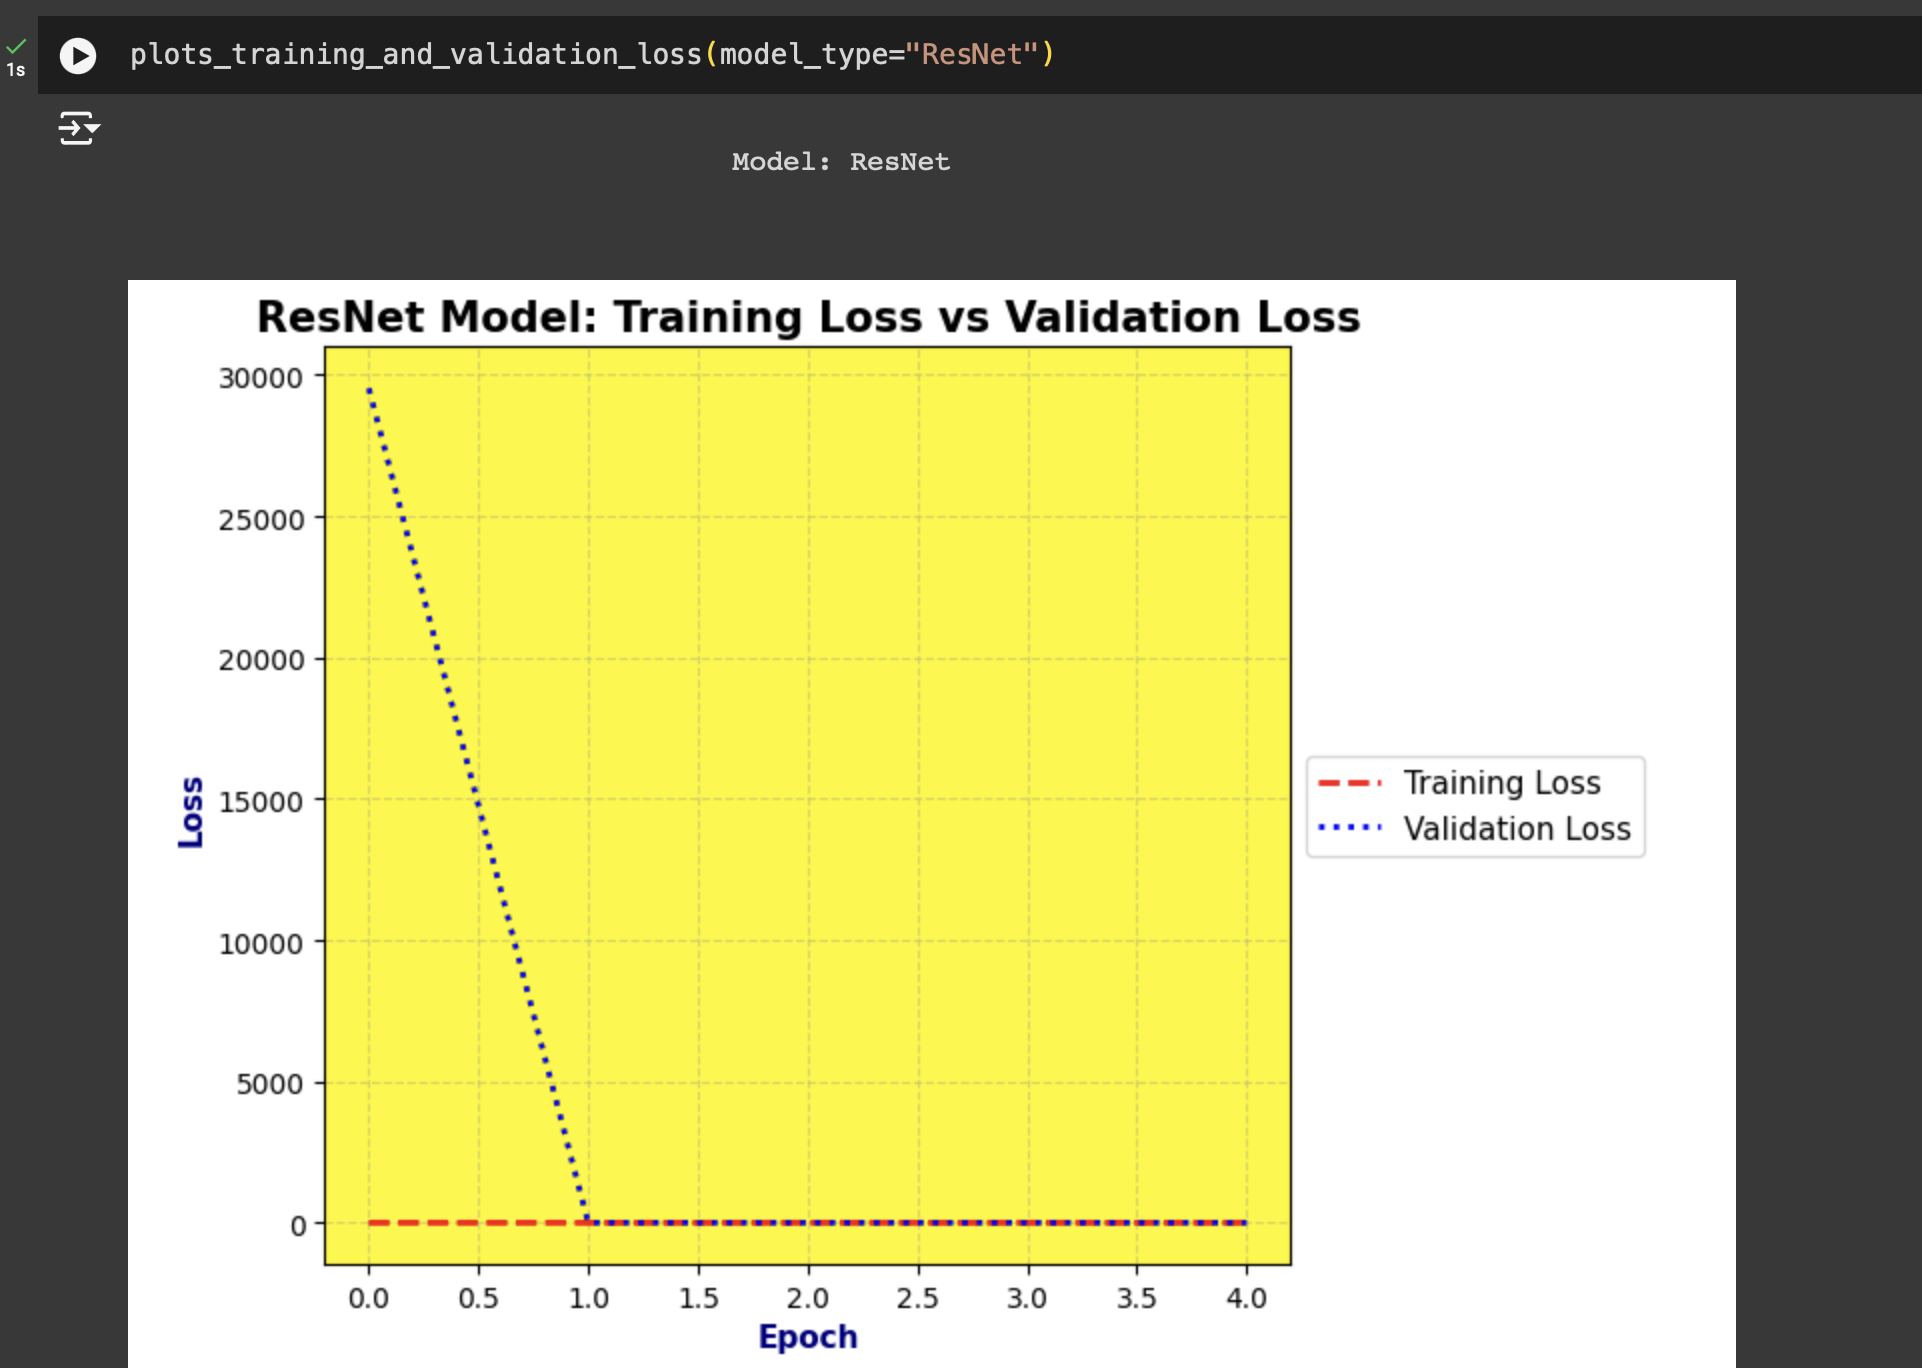 plots_training_and_validation_loss(model_type="ResNet")
1s
Model: ResNet
ResNet Model: Training Loss vs Validation Loss
30000
25000
20000
15000
10000
5000
0
Loss
Training Loss
Validation Loss
0.0 0.5 1.0 1.5 2.0 2.5 3.0 3.5 4.0
Epoch